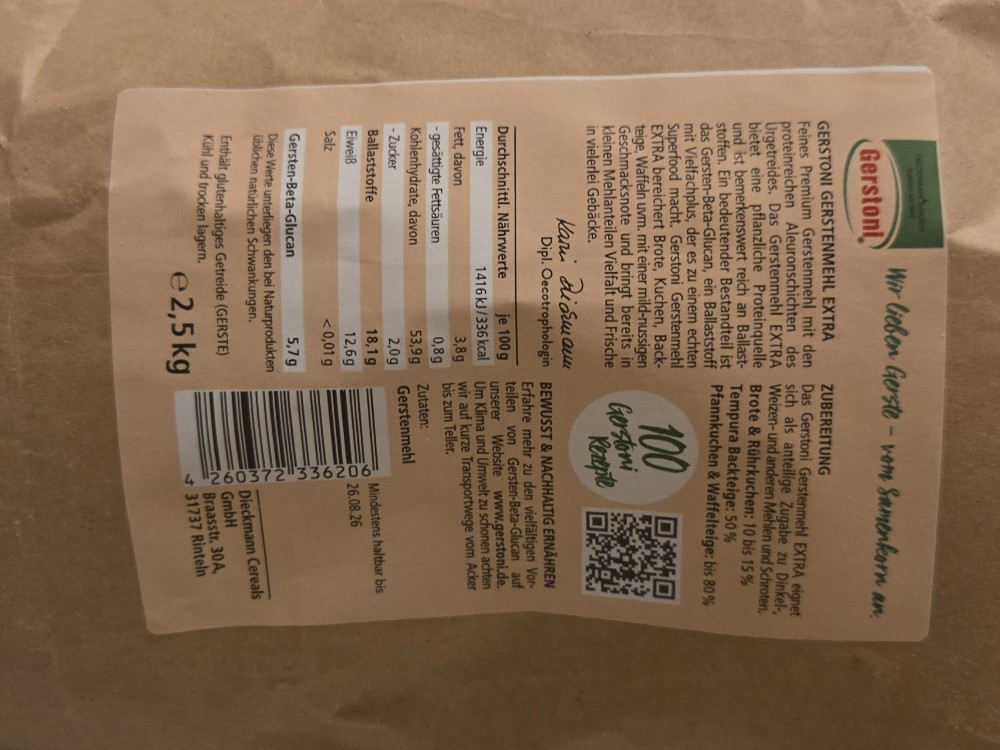 Wir lieben Gerste – vom Samenkorn an.
Gerstoni®
GERSTONI GERSTENMEHL EXTRA
Feines Premium Gerstenmehl mit den
proteinreichen Aleuronschichten des
Urgetreides. Das Gerstenmehl EXTRA
bietet eine pflanzliche Proteinquelle
und ist bemerkenswert reich an Ballast-
stoffen. Ein bedeutender Bestandteil ist
das Gersten-Beta-Glucan, ein Ballaststoff
mit Vielfachplus, der es zu einem echten
Superfood macht. Gerstoni Gerstenmehl
EXTRA bereichert Brote, Kuchen, Back-
teige, Waffeln uvm. mit einer mild-nussigen
Geschmacksnote und bringt bereits in
kleinen Mehlanteilen Vielfalt und Frische
in vielerlei Gebäcke.
Dipl. Oecotrophologin
Durchschnittl. Nährwerte je 100 g
Energie 1416 kJ/336 kcal
Fett, davon 3,8 g
- gesättigte Fettsäuren 0,8 g
Kohlenhydrate, davon 53,9 g
- Zucker 2,0 g
Ballaststoffe 18,1 g
Eiweiß 12,6 g
Salz < 0,01 g
Gersten-Beta-Glucan 5,7 g
Diese Werte unterliegen den bei Naturprodukten
üblichen natürlichen Schwankungen.
Enthält glutenhaltiges Getreide (GERSTE)
Kühl und trocken lagern.
℮ 2,5 kg
ZUBEREITUNG
Das Gerstoni Gerstenmehl EXTRA eignet
sich als anteilige Zugabe zu Dinkel-,
Weizen- und anderen Mehlen und Schroten.
Brote & Rührkuchen: 10 bis 15 %
Tempura Backteige: 50 %
Pfannkuchen & Waffelteige: bis 80 %
100
Gerstoni
Rezepte
BEWUSST & NACHHALTIG ERNÄHREN
Erfahre mehr zu den vielfältigen Vor-
teilen von Gersten-Beta-Glucan auf
unserer Website www.gerstoni.de.
Um Klima und Umwelt zu schonen achten
wir auf kurze Transportwege vom Acker
bis zum Teller.
Zutaten:
Gerstenmehl
4 260372 336206
Mindestens haltbar bis
26.08.26
Dieckmann Cereals
GmbH
Braasstr. 30A,
31737 Rinteln